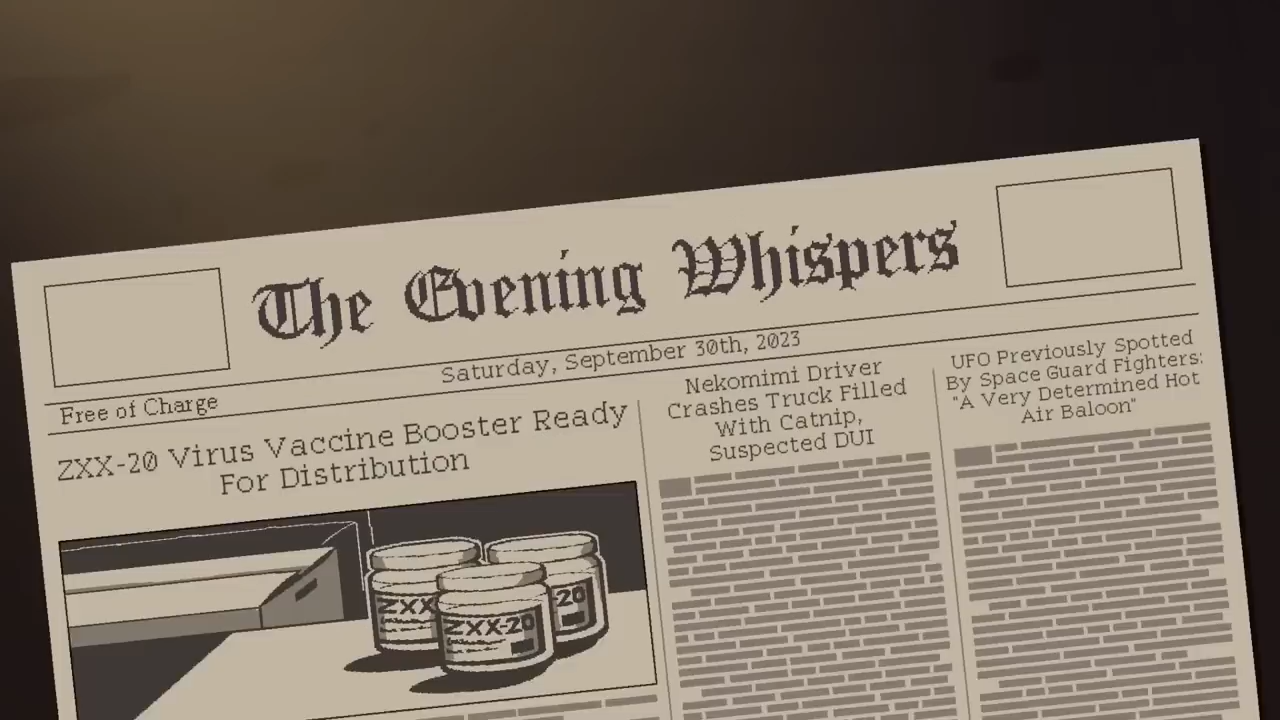 The Evening Whispers
Saturday, September 30th, 2023
Free of Charge
ZXX-20 Virus Vaccine Booster Ready
For Distribution
ZXX
ZXX-20
-20
Nekomimi Driver
Crashes Truck Filled
With Catnip,
Suspected DUI
UFO Previously Spotted
By Space Guard Fighters:
"A Very Determined Hot
Air Baloon"